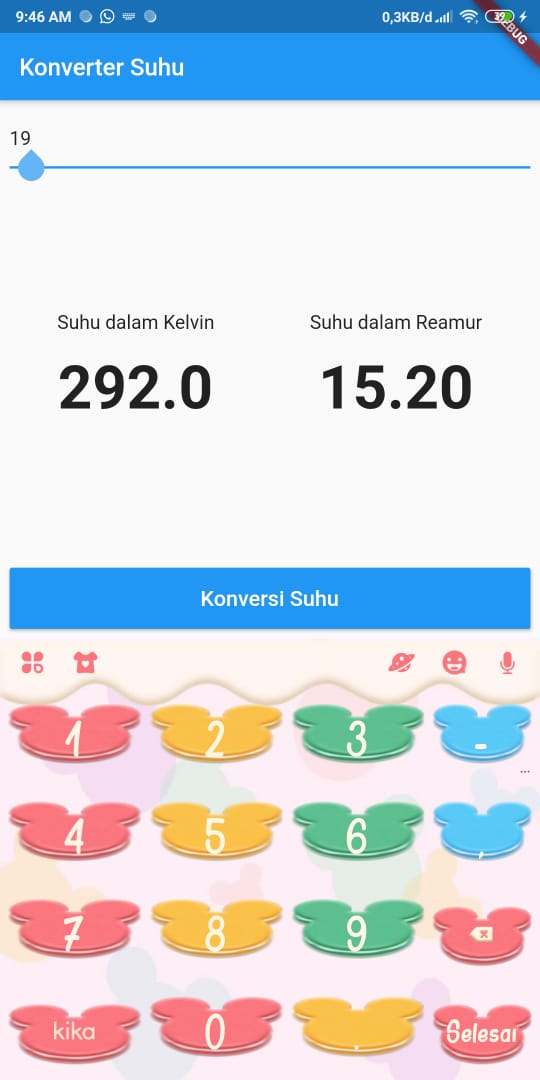 9:46 AM 0,3KB/d 39
DEBUG
Konverter Suhu
19
Suhu dalam Kelvin Suhu dalam Reamur
292.0 15.20
Konversi Suhu
1 2 3 -
...
4 5 6 ,
7 8 9
kika 0 . Selesai